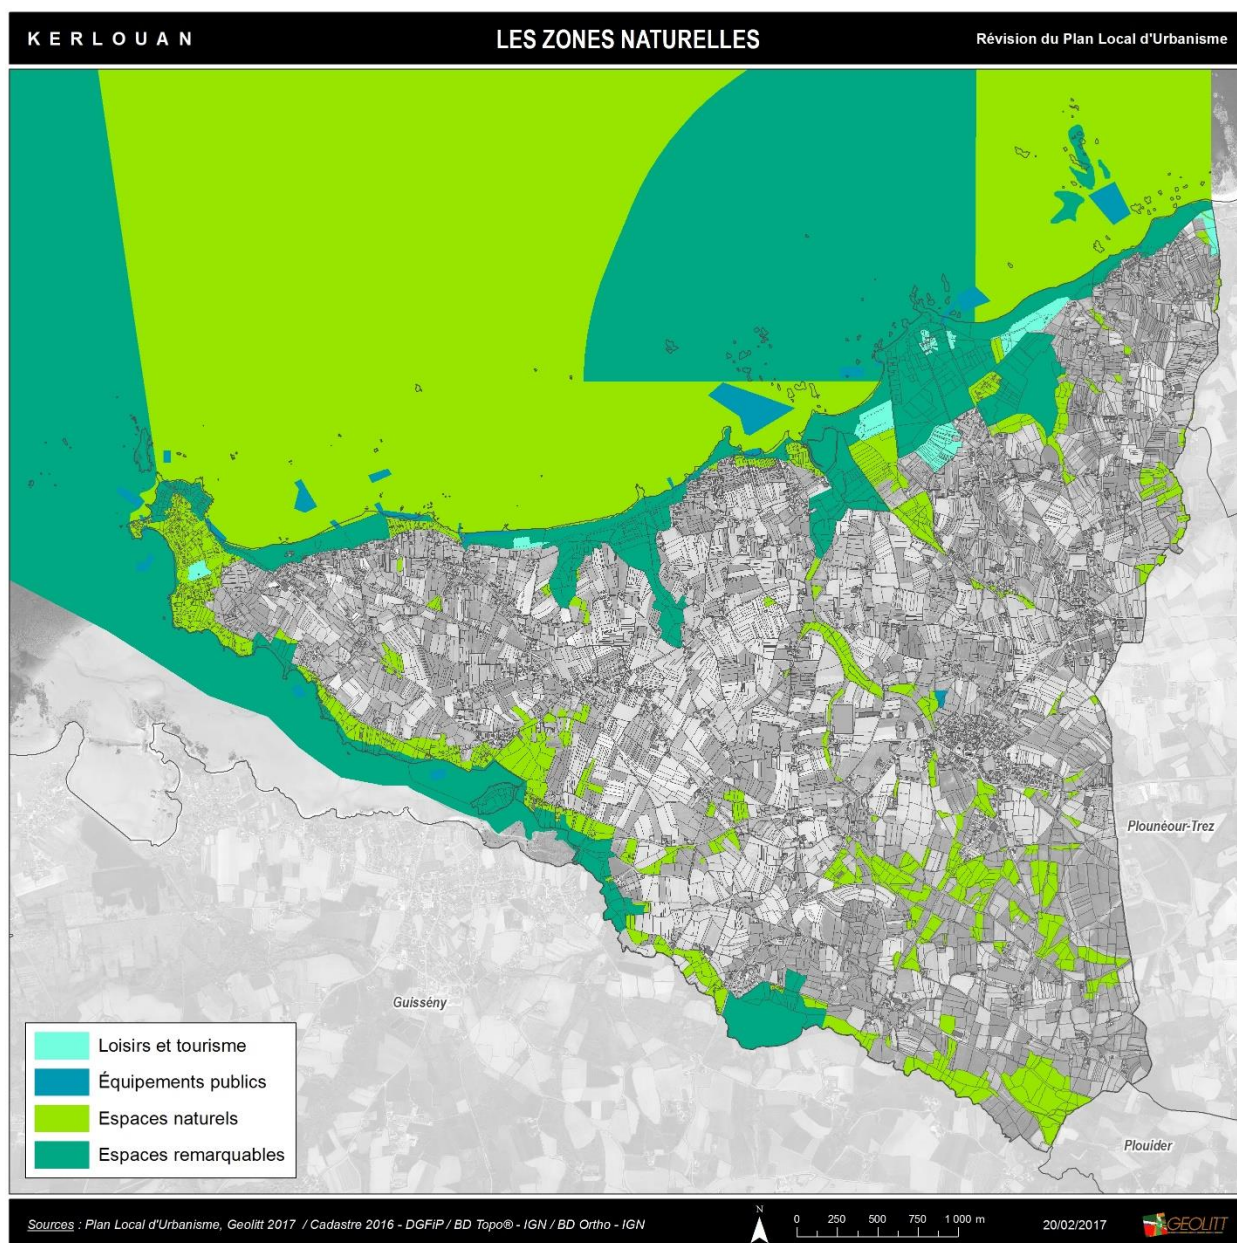 KERLOUAN
LES ZONES NATURELLES
Révision du Plan Local d'Urbanisme
Plounéour-Trez
Guissény
Plouider
Loisirs et tourisme
Équipements publics
Espaces naturels
Espaces remarquables
Sources : Plan Local d'Urbanisme, Geolitt 2017 / Cadastre 2016 - DGFiP / BD Topo® - IGN / BD Ortho - IGN
N
0 250 500 750 1 000 m
20/02/2017
GEOLITT